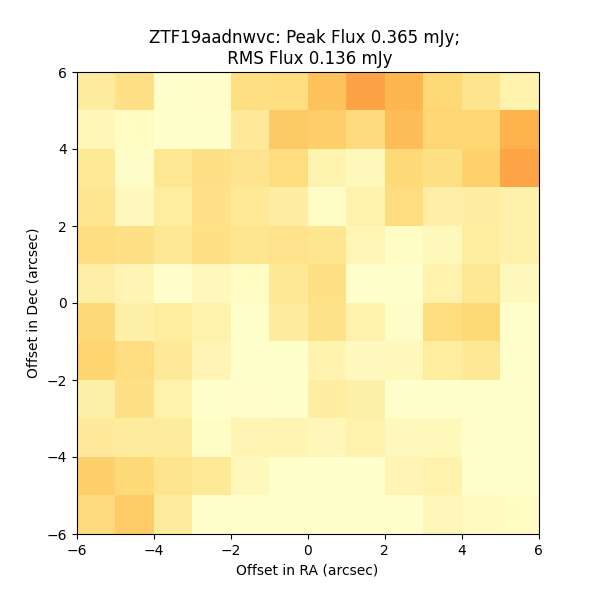 ZTF19aadnwvc: Peak Flux 0.365 mJy;
RMS Flux 0.136 mJy
6
4
2
0
−2
−4
−6
Offset in Dec (arcsec)
−6 −4 −2 0 2 4 6
Offset in RA (arcsec)